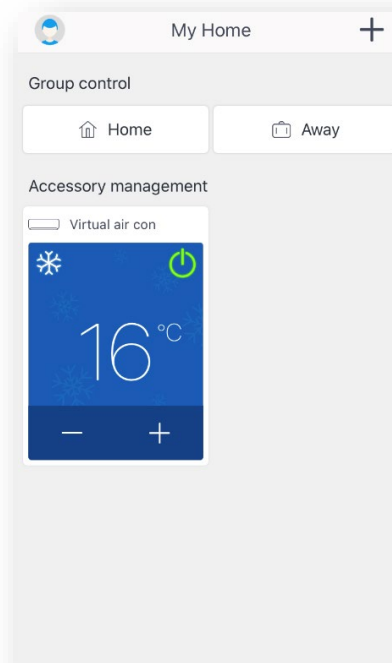 My Home
Group control
Home
Away
Accessory management
Virtual air con
16 °C